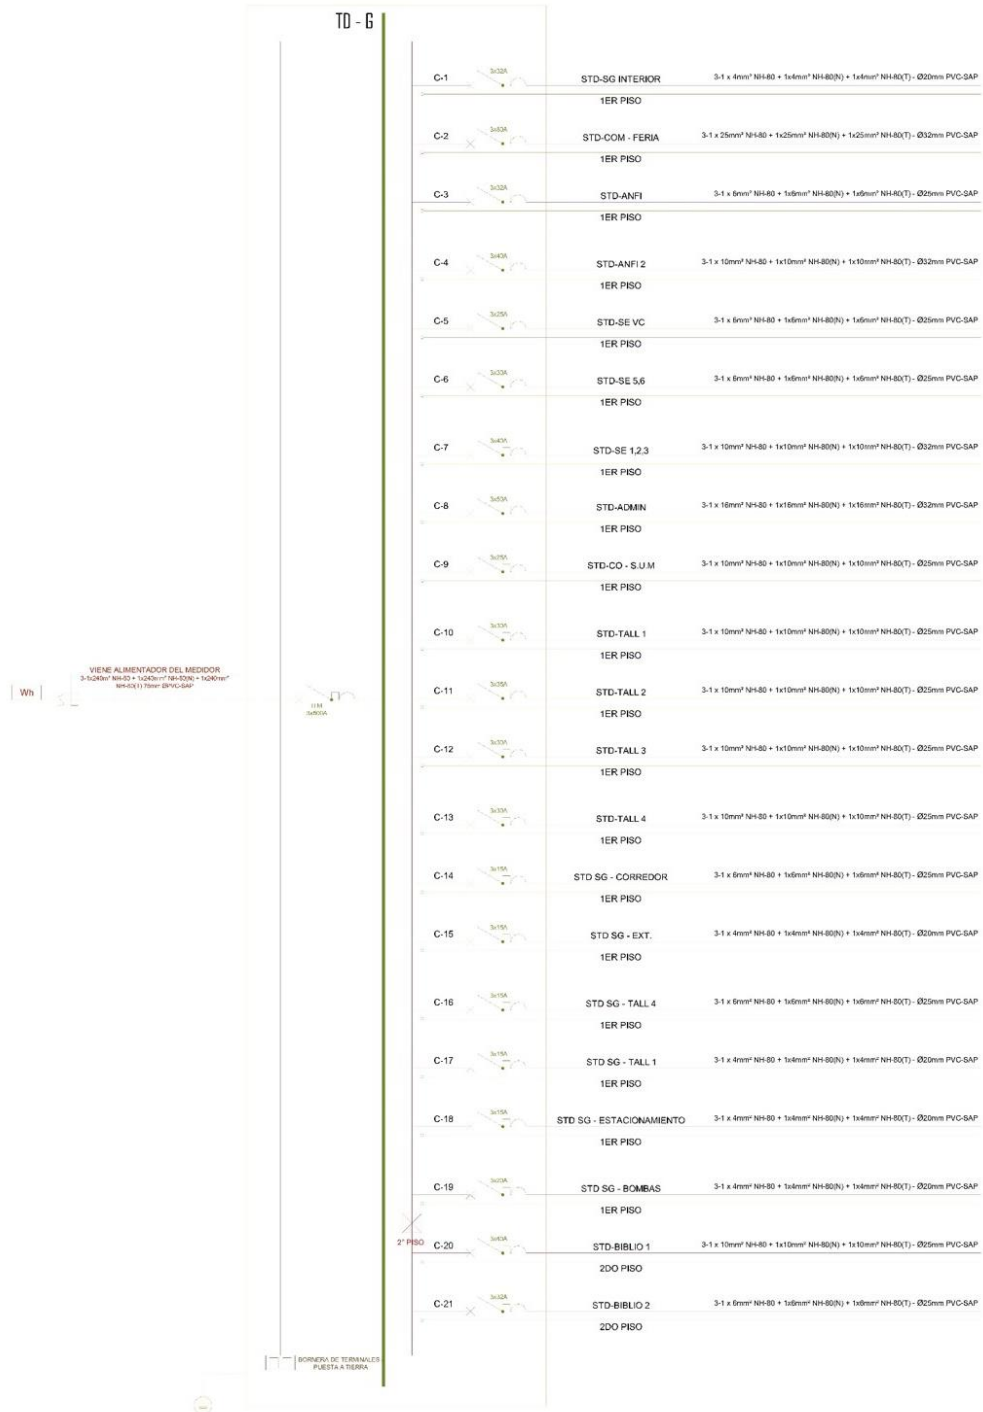 TD - G
C-1 3x32A STD-SG INTERIOR 3-1 x 4mm² NH-80 + 1x4mm² NH-80(N) + 1x4mm² NH-80(T) - Ø20mm PVC-SAP
1ER PISO
C-2 STD-COM - FERIA 3-1 x 25mm² NH-80 + 1x25mm² NH-80(N) + 1x25mm² NH-80(T) - Ø32mm PVC-SAP
1ER PISO
C-3 3x32A STD-ANFI 3-1 x 6mm² NH-80 + 1x6mm² NH-80(N) + 1x6mm² NH-80(T) - Ø25mm PVC-SAP
1ER PISO
C-4 3x40A STD-ANFI 2 3-1 x 10mm² NH-80 + 1x10mm² NH-80(N) + 1x10mm² NH-80(T) - Ø32mm PVC-SAP
1ER PISO
C-5 3x25A STD-SE VC 3-1 x 6mm² NH-80 + 1x6mm² NH-80(N) + 1x6mm² NH-80(T) - Ø25mm PVC-SAP
1ER PISO
C-6 STD-SE 5,6 3-1 x 6mm² NH-80 + 1x6mm² NH-80(N) + 1x6mm² NH-80(T) - Ø25mm PVC-SAP
1ER PISO
C-7 3x40A STD-SE 1,2,3 3-1 x 10mm² NH-80 + 1x10mm² NH-80(N) + 1x10mm² NH-80(T) - Ø32mm PVC-SAP
1ER PISO
C-8 STD-ADMIN 3-1 x 16mm² NH-80 + 1x16mm² NH-80(N) + 1x16mm² NH-80(T) - Ø32mm PVC-SAP
1ER PISO
C-9 STD-CO - S.U.M 3-1 x 10mm² NH-80 + 1x10mm² NH-80(N) + 1x10mm² NH-80(T) - Ø25mm PVC-SAP
1ER PISO
C-10 STD-TALL 1 3-1 x 10mm² NH-80 + 1x10mm² NH-80(N) + 1x10mm² NH-80(T) - Ø25mm PVC-SAP
1ER PISO
VIENE ALIMENTADOR DEL MEDIDOR
Wh
C-11 STD-TALL 2 3-1 x 10mm² NH-80 + 1x10mm² NH-80(N) + 1x10mm² NH-80(T) - Ø25mm PVC-SAP
1ER PISO
C-12 STD-TALL 3 3-1 x 10mm² NH-80 + 1x10mm² NH-80(N) + 1x10mm² NH-80(T) - Ø25mm PVC-SAP
1ER PISO
C-13 STD-TALL 4 3-1 x 10mm² NH-80 + 1x10mm² NH-80(N) + 1x10mm² NH-80(T) - Ø25mm PVC-SAP
1ER PISO
C-14 STD SG - CORREDOR 3-1 x 6mm² NH-80 + 1x6mm² NH-80(N) + 1x6mm² NH-80(T) - Ø25mm PVC-SAP
1ER PISO
C-15 STD SG - EXT. 3-1 x 4mm² NH-80 + 1x4mm² NH-80(N) + 1x4mm² NH-80(T) - Ø20mm PVC-SAP
1ER PISO
C-16 STD SG - TALL 4 3-1 x 6mm² NH-80 + 1x6mm² NH-80(N) + 1x6mm² NH-80(T) - Ø25mm PVC-SAP
1ER PISO
C-17 STD SG - TALL 1 3-1 x 4mm² NH-80 + 1x4mm² NH-80(N) + 1x4mm² NH-80(T) - Ø20mm PVC-SAP
1ER PISO
C-18 STD SG - ESTACIONAMIENTO 3-1 x 4mm² NH-80 + 1x4mm² NH-80(N) + 1x4mm² NH-80(T) - Ø20mm PVC-SAP
1ER PISO
C-19 STD SG - BOMBAS 3-1 x 4mm² NH-80 + 1x4mm² NH-80(N) + 1x4mm² NH-80(T) - Ø20mm PVC-SAP
1ER PISO
2° PISO
C-20 3x40A STD-BIBLIO 1 3-1 x 10mm² NH-80 + 1x10mm² NH-80(N) + 1x10mm² NH-80(T) - Ø25mm PVC-SAP
2DO PISO
C-21 3x32A STD-BIBLIO 2 3-1 x 6mm² NH-80 + 1x6mm² NH-80(N) + 1x6mm² NH-80(T) - Ø25mm PVC-SAP
2DO PISO
BORNERA DE TERMINALES
PUESTA A TIERRA